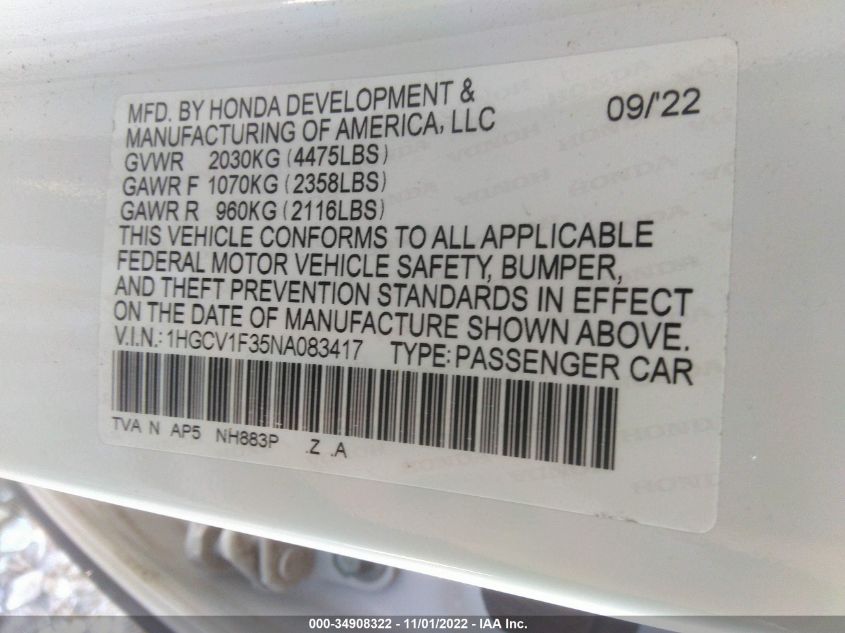 MFD. BY HONDA DEVELOPMENT & 09/'22
MANUFACTURING OF AMERICA, LLC
GVWR 2030KG (4475LBS)
GAWR F 1070KG (2358LBS)
GAWR R 960KG (2116LBS)
THIS VEHICLE CONFORMS TO ALL APPLICABLE
FEDERAL MOTOR VEHICLE SAFETY, BUMPER,
AND THEFT PREVENTION STANDARDS IN EFFECT
ON THE DATE OF MANUFACTURE SHOWN ABOVE.
V.I.N.: 1HGCV1F35NA083417 TYPE: PASSENGER CAR
TVA N AP5 NH883P .Z .A
HONDA
000-34908322 - 11/01/2022 - IAA Inc.